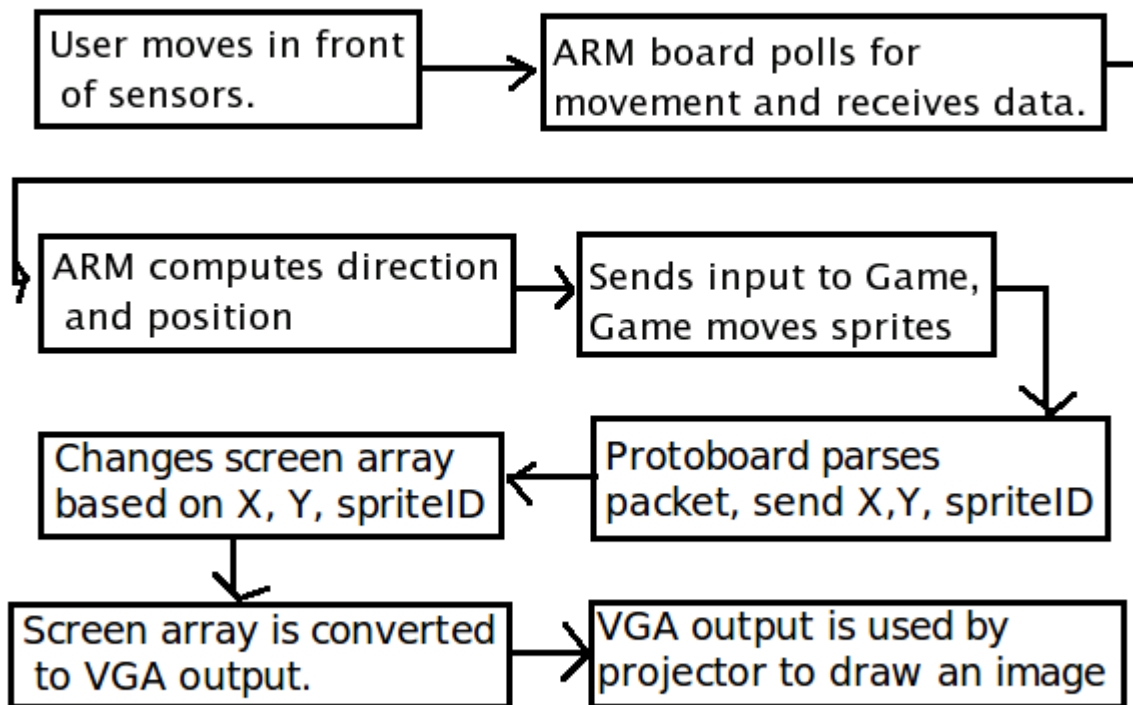 User moves in front
of sensors.
ARM board polls for
movement and receives data.
ARM computes direction
and position
Sends input to Game,
Game moves sprites
Protoboard parses
packet, send X,Y, spriteID
Changes screen array
based on X, Y, spriteID
Screen array is converted
to VGA output.
VGA output is used by
projector to draw an image